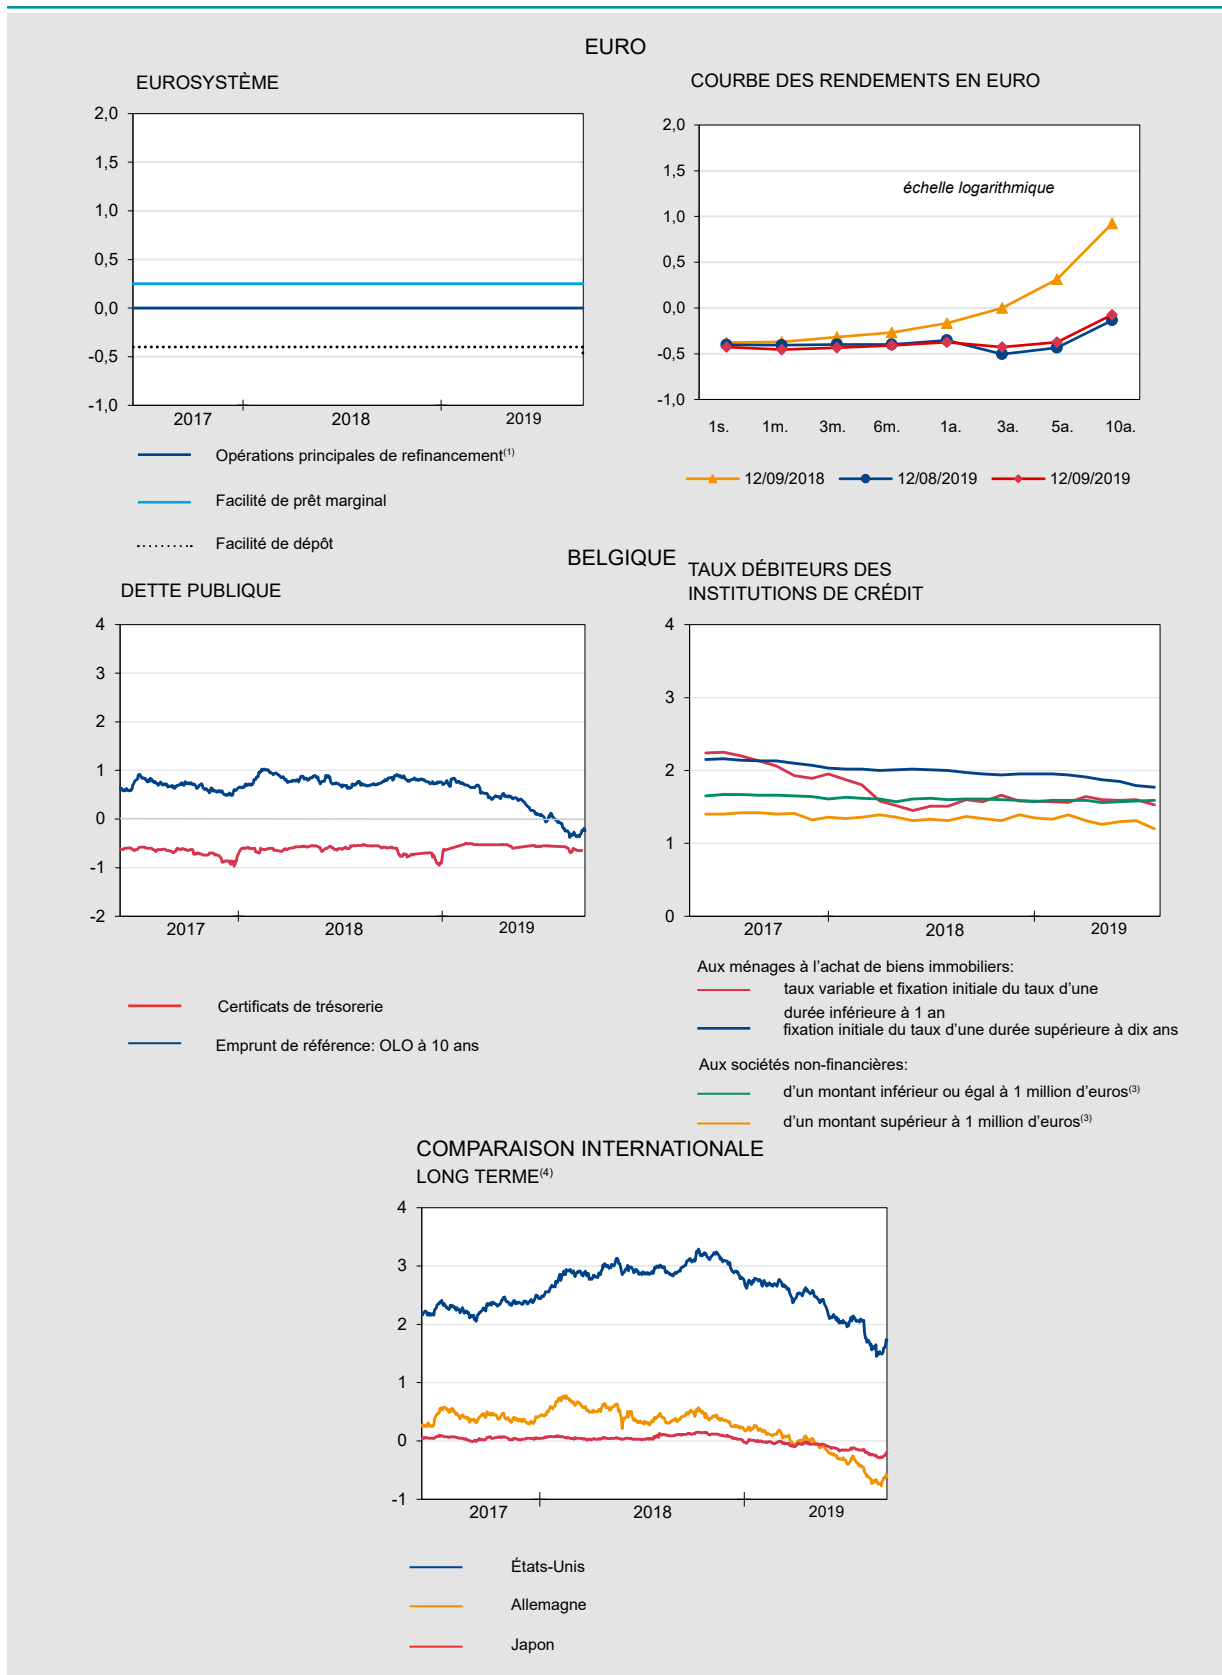 EURO
EUROSYSTÈME
2,0
1,5
1,0
0,5
0,0
-0,5
-1,0
2017 2018 2019
Opérations principales de refinancement(1)
Facilité de prêt marginal
Facilité de dépôt
COURBE DES RENDEMENTS EN EURO
2,0
1,5
1,0
0,5
0,0
-0,5
-1,0
échelle logarithmique
1s. 1m. 3m. 6m. 1a. 3a. 5a. 10a.
12/09/2018 12/08/2019 12/09/2019
BELGIQUE
DETTE PUBLIQUE
4
3
2
1
0
-1
-2
2017 2018 2019
Certificats de trésorerie
Emprunt de référence: OLO à 10 ans
TAUX DÉBITEURS DES
INSTITUTIONS DE CRÉDIT
4
3
2
1
0
2017 2018 2019
Aux ménages à l’achat de biens immobiliers:
taux variable et fixation initiale du taux d’une
durée inférieure à 1 an
fixation initiale du taux d’une durée supérieure à dix ans
Aux sociétés non-financières:
d’un montant inférieur ou égal à 1 million d’euros(3)
d’un montant supérieur à 1 million d’euros(3)
COMPARAISON INTERNATIONALE
LONG TERME(4)
4
3
2
1
0
-1
2017 2018 2019
États-Unis
Allemagne
Japon